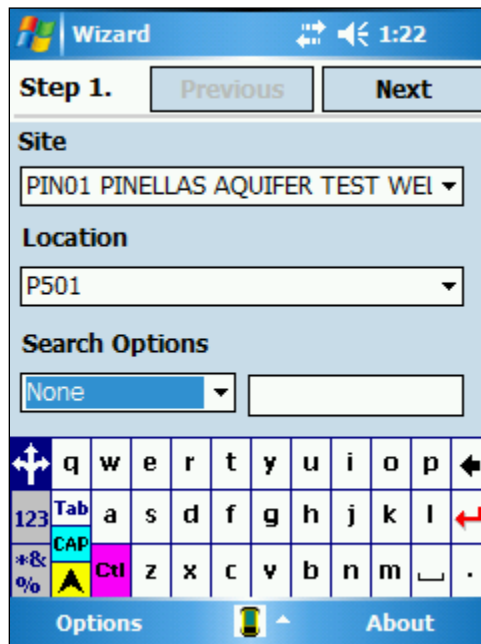 Wizard 1:22
Step 1. Previous Next
Site
PIN01 PINELLAS AQUIFER TEST WEL
Location
P501
Search Options
None
q w e r t y u i o p
123 Tab a s d f g h j k l
CAP
*&% Ctl z x c v b n m .
Options About